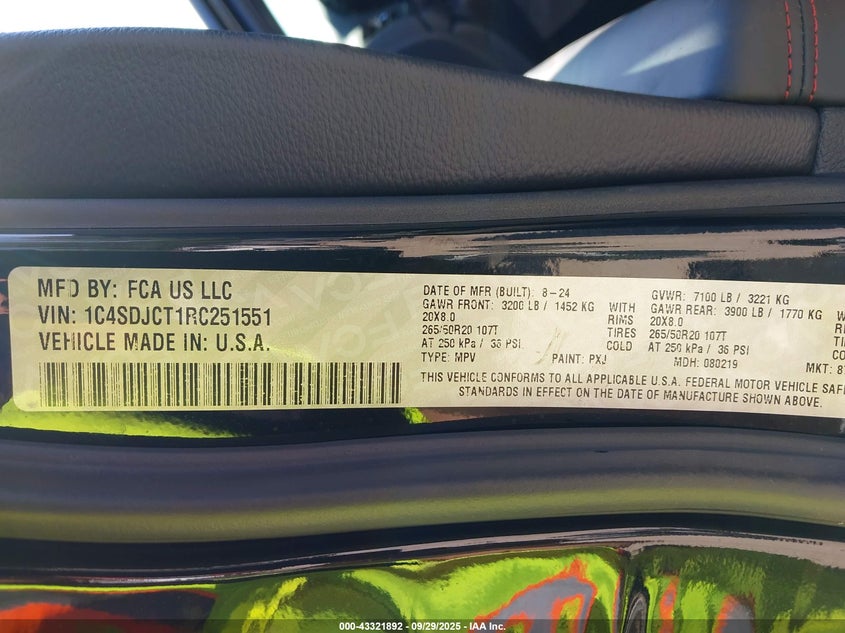 MFD BY: FCA US LLC
VIN: 1C4SDJCT1RC251551
VEHICLE MADE IN: U.S.A.
DATE OF MFR (BUILT): 8-24
GAWR FRONT: 3200 LB / 1452 KG WITH
20X8.0 RIMS
265/50R20 107T TIRES
AT 250 kPa / 36 PSI COLD
TYPE: MPV PAINT: PXJ
GVWR: 7100 LB / 3221 KG
GAWR REAR: 3900 LB / 1770 KG WITH
20X8.0 RIMS
265/50R20 107T
AT 250 kPa / 36 PSI
MDH: 080219
MKT:
THIS VEHICLE CONFORMS TO ALL APPLICABLE U.S.A. FEDERAL MOTOR VEHICLE
STANDARDS IN EFFECT ON THE DATE OF MANUFACTURE SHOWN ABOVE.
000-43321892 - 09/29/2025 - IAA Inc.